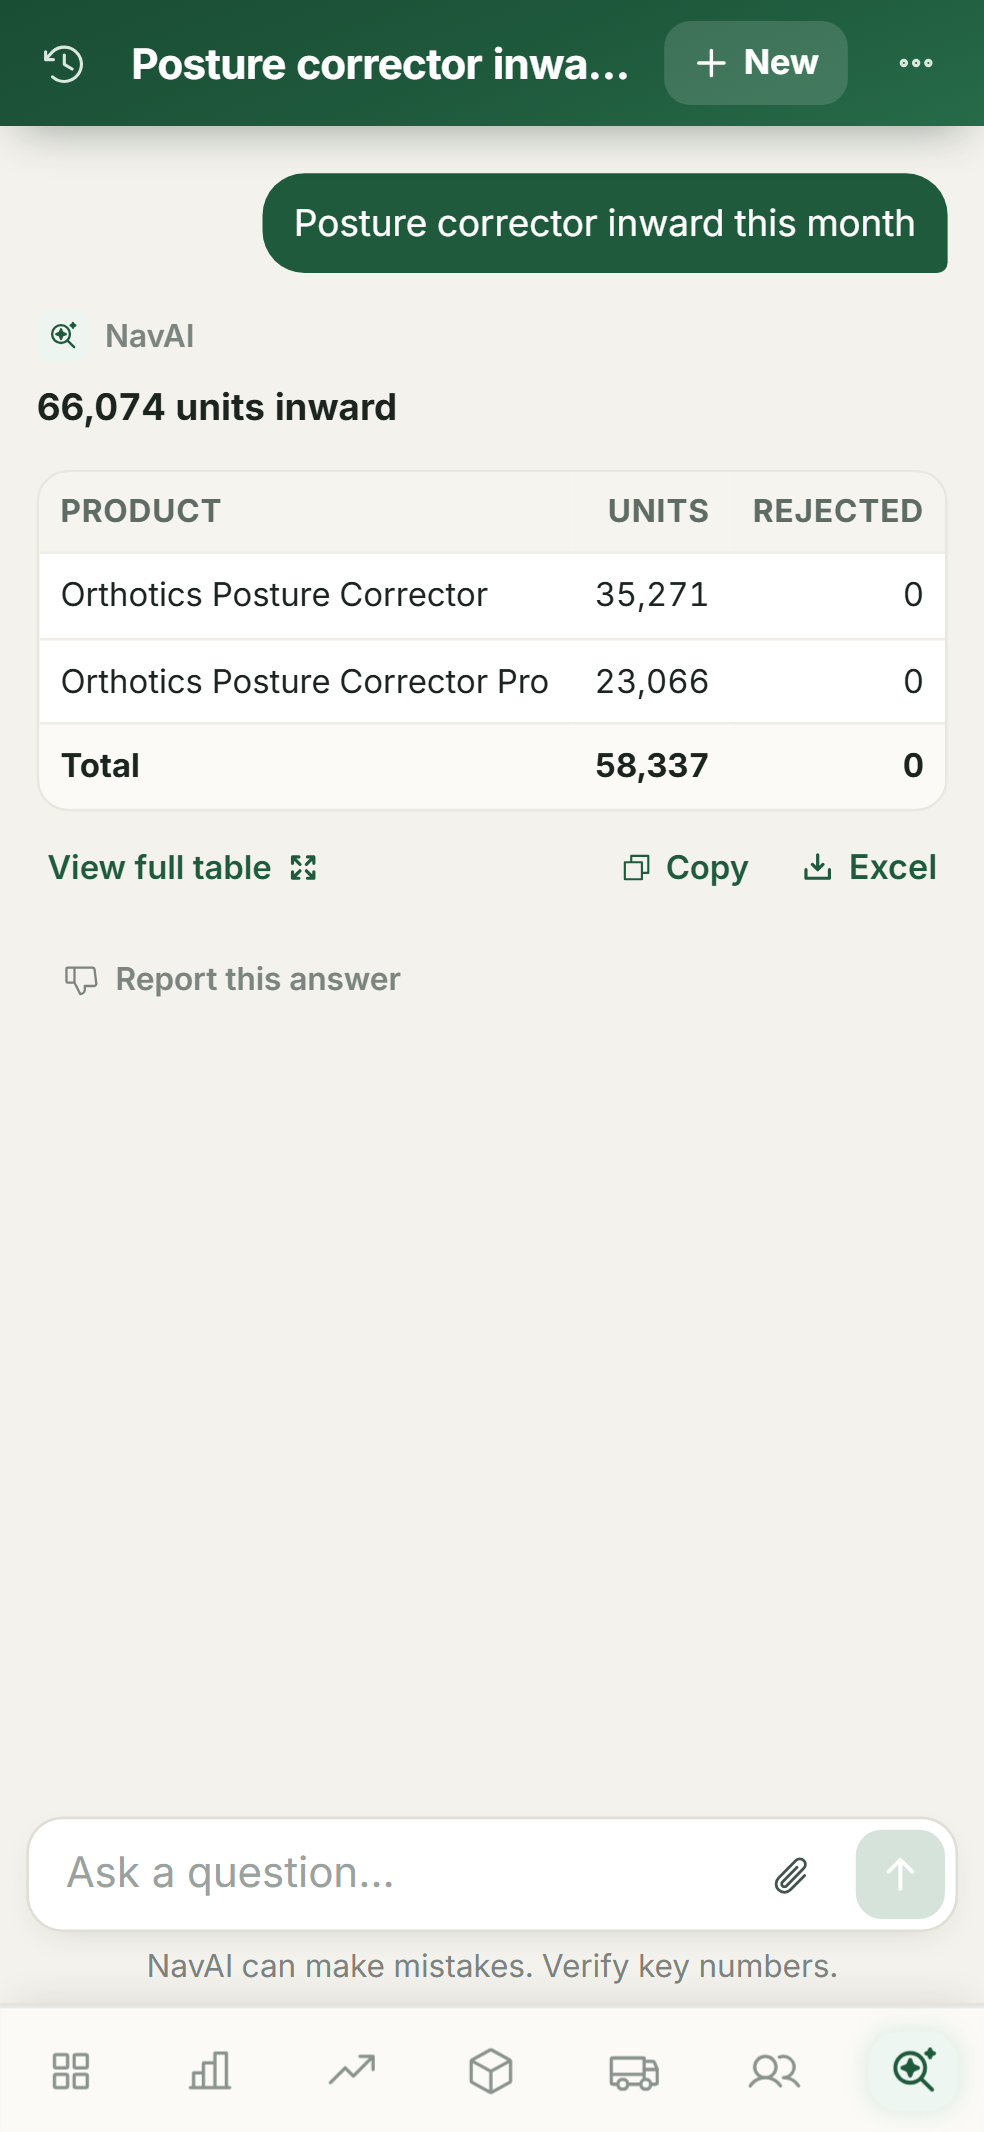 Posture corrector inwa...
New
Posture corrector inward this month
NavAI
66,074 units inward
PRODUCT UNITS REJECTED
Orthotics Posture Corrector 35,271 0
Orthotics Posture Corrector Pro 23,066 0
Total 58,337 0
View full table Copy Excel
Report this answer
Ask a question...
NavAI can make mistakes. Verify key numbers.